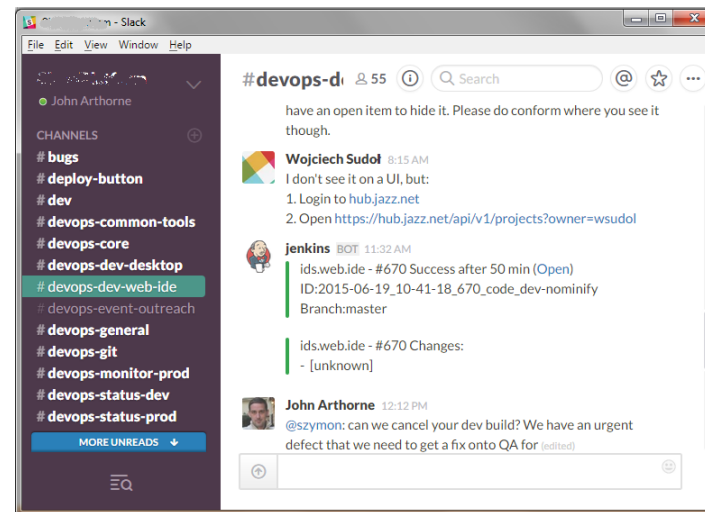 - Slack
File Edit View Window Help
John Arthorne
CHANNELS
# bugs
# deploy-button
# dev
# devops-common-tools
# devops-core
# devops-dev-desktop
# devops-dev-web-ide
# devops-event-outreach
# devops-general
# devops-git
# devops-monitor-prod
# devops-status-dev
# devops-status-prod
MORE UNREADS
#devops-d 55 Search
have an open item to hide it. Please do conform where you see it
though.
Wojciech Sudoł 8:15 AM
I don't see it on a UI, but:
1. Login to hub.jazz.net
2. Open https://hub.jazz.net/api/v1/projects?owner=wsudol
jenkins BOT 11:32 AM
ids.web.ide - #670 Success after 50 min (Open)
ID:2015-06-19_10-41-18_670_code_dev-nominify
Branch:master
ids.web.ide - #670 Changes:
- [unknown]
John Arthorne 12:12 PM
@szymon: can we cancel your dev build? We have an urgent
defect that we need to get a fix onto QA for (edited)